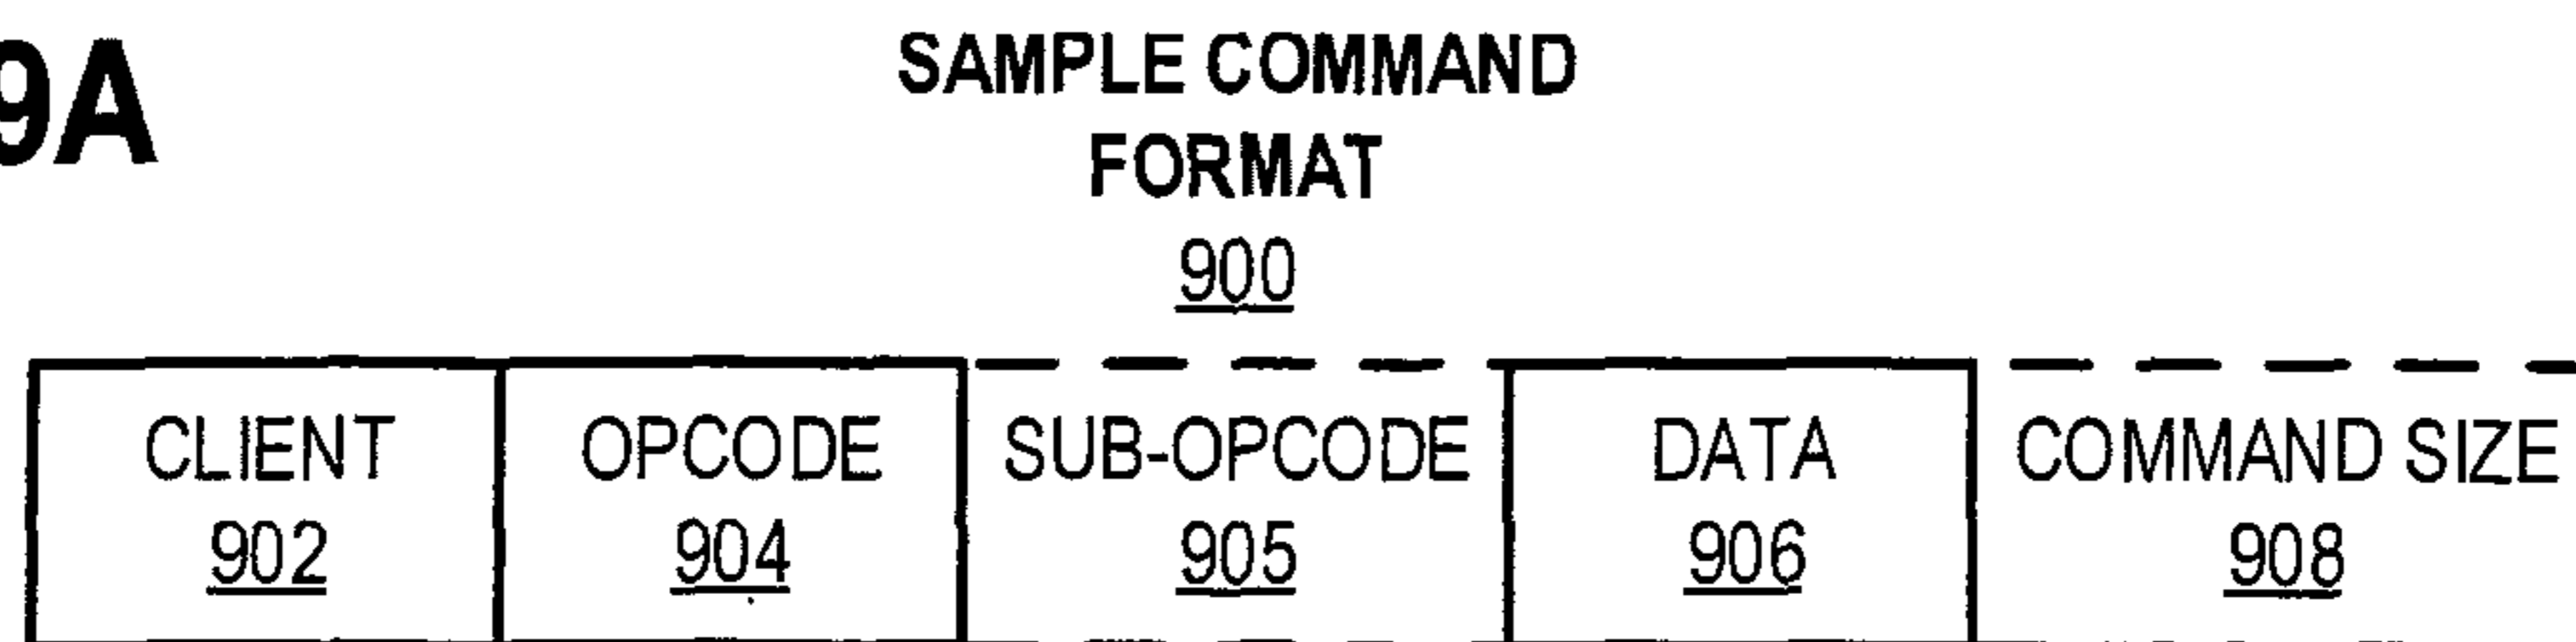 9A
SAMPLE COMMAND
FORMAT
900
CLIENT OPCODE SUB-OPCODE DATA COMMAND SIZE
902 904 905 906 908